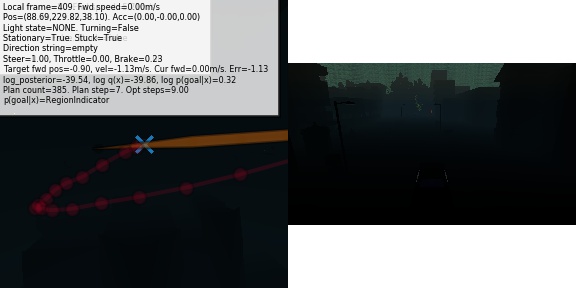 Local frame=409. Fwd speed=0.00m/s
Pos=(88.69,229.82,38.10). Acc=(0.00,-0.00,0.00)
Light state=NONE. Turning=False
Stationary=True. Stuck=True
Direction string=empty
Steer=1.00, Throttle=0.00, Brake=0.23
Target fwd pos=-0.90, vel=-1.13m/s. Cur fwd=0.00m/s. Err=-1.13
log_posterior=-39.54, log q(x)=-39.86, log p(goal|x)=0.32
Plan count=385. Plan step=7. Opt steps=9.00
p(goal|x)=RegionIndicator